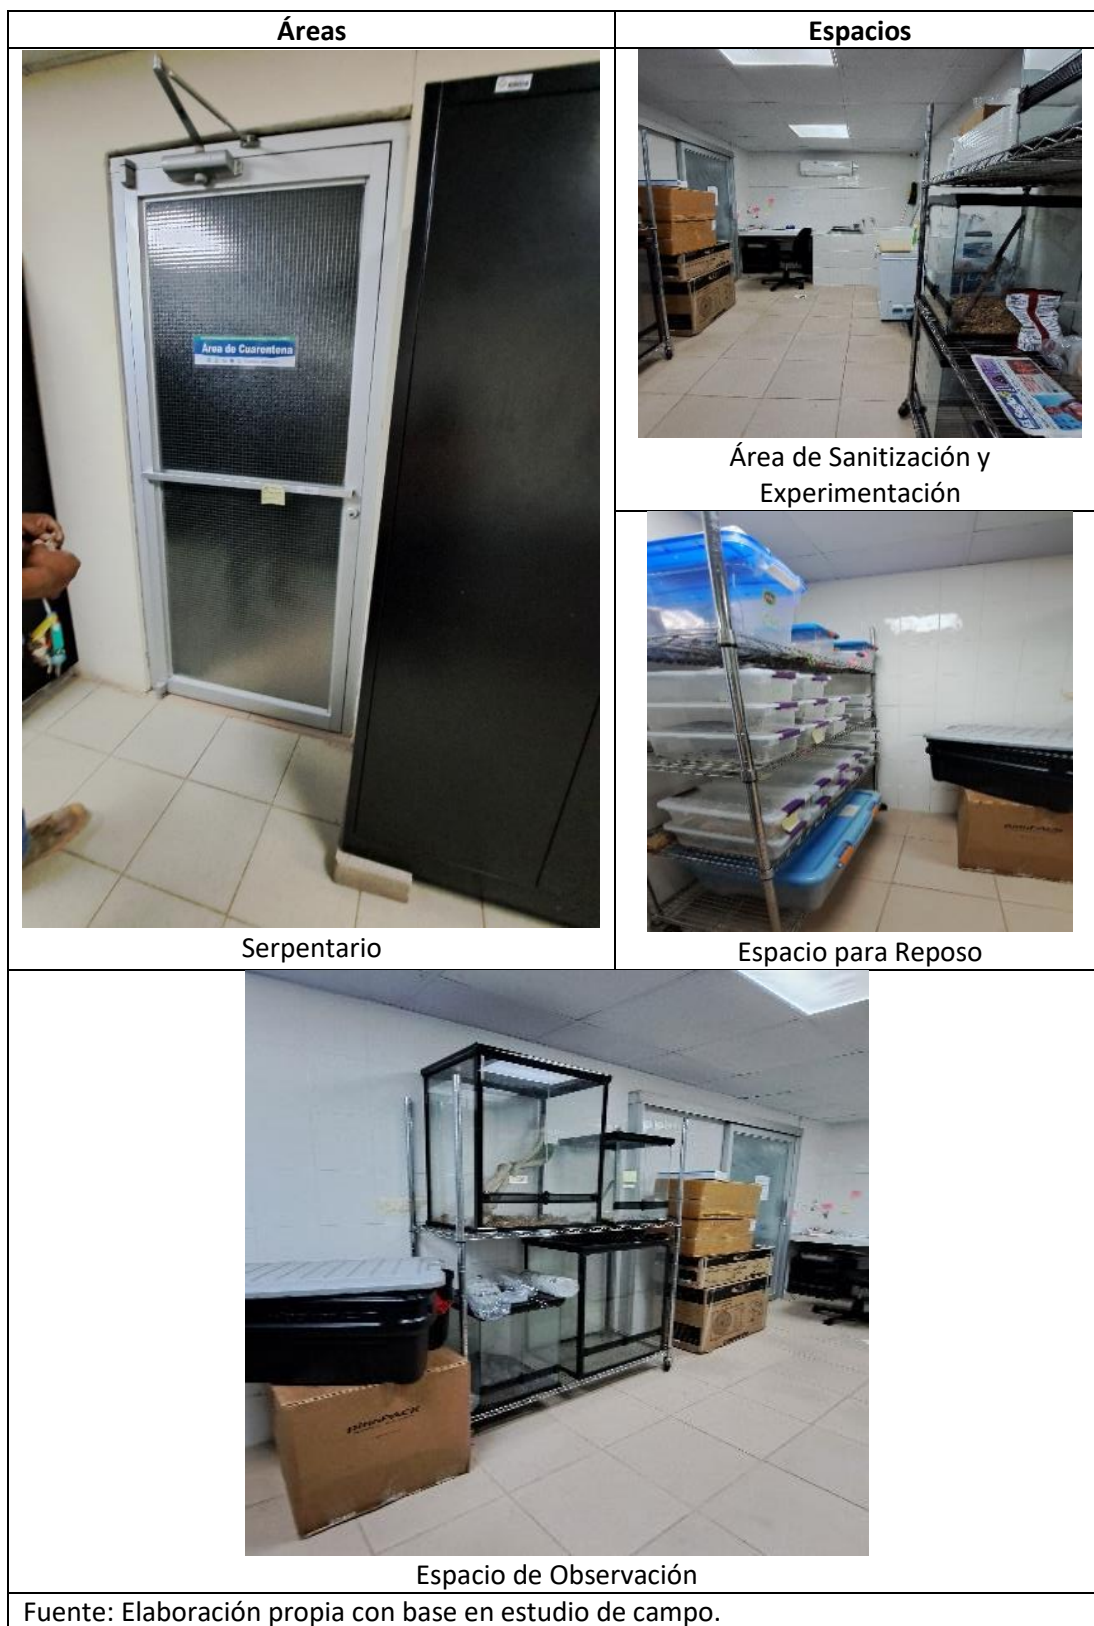 Áreas
Espacios
Área de Cuarentena
Serpentario
Área de Sanitización y
Experimentación
Espacio para Reposo
Espacio de Observación
Fuente: Elaboración propia con base en estudio de campo.